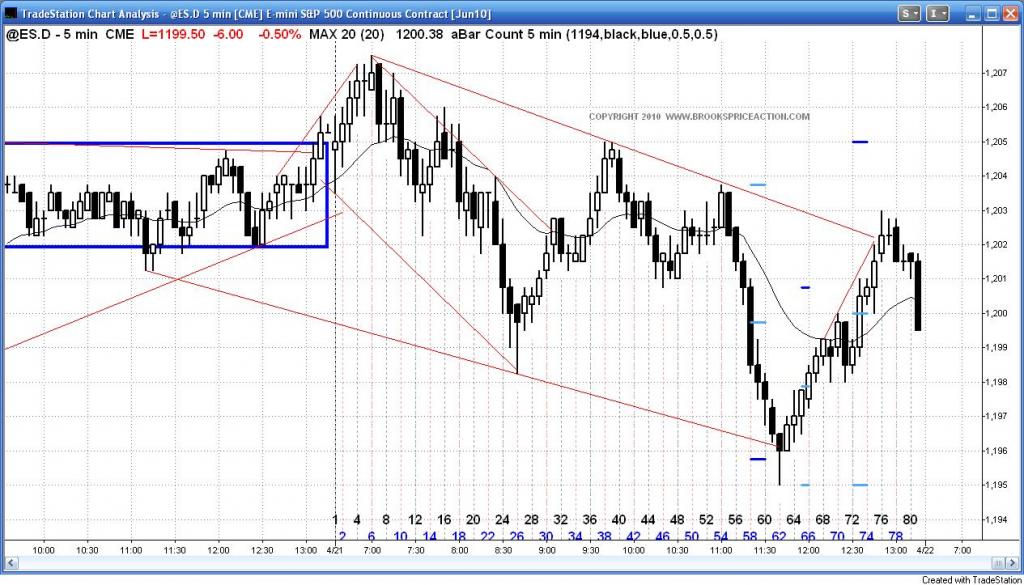 TradeStation Chart Analysis - @ES.D 5 min [CME] E-mini S&P 500 Continuous Contract [Jun10]
S I
@ES.D - 5 min CME L=1199.50 -6.00 -0.50% MAX 20 (20) 1200.38 aBar Count 5 min (1194,black,blue,0.5,0.5)
1,207
COPYRIGHT 2010 WWW.BROOKSPRICEACTION.COM
1,206
1,205
1,204
1,203
1,202
1,201
1,200
1,199
1,198
1,197
1,196
1,195
1,194
1 4 8 12 16 20 24 28 32 36 40 44 48 52 56 60 64 68 72 76 80
2 6 10 14 18 22 26 30 34 38 42 46 50 54 58 62 66 70 74 78
10:00 10:30 11:00 11:30 12:00 12:30 13:00 4/21 7:00 7:30 8:00 8:30 9:00 9:30 10:00 10:30 11:00 11:30 12:00 12:30 13:00 4/22 7:00
Created with TradeStation